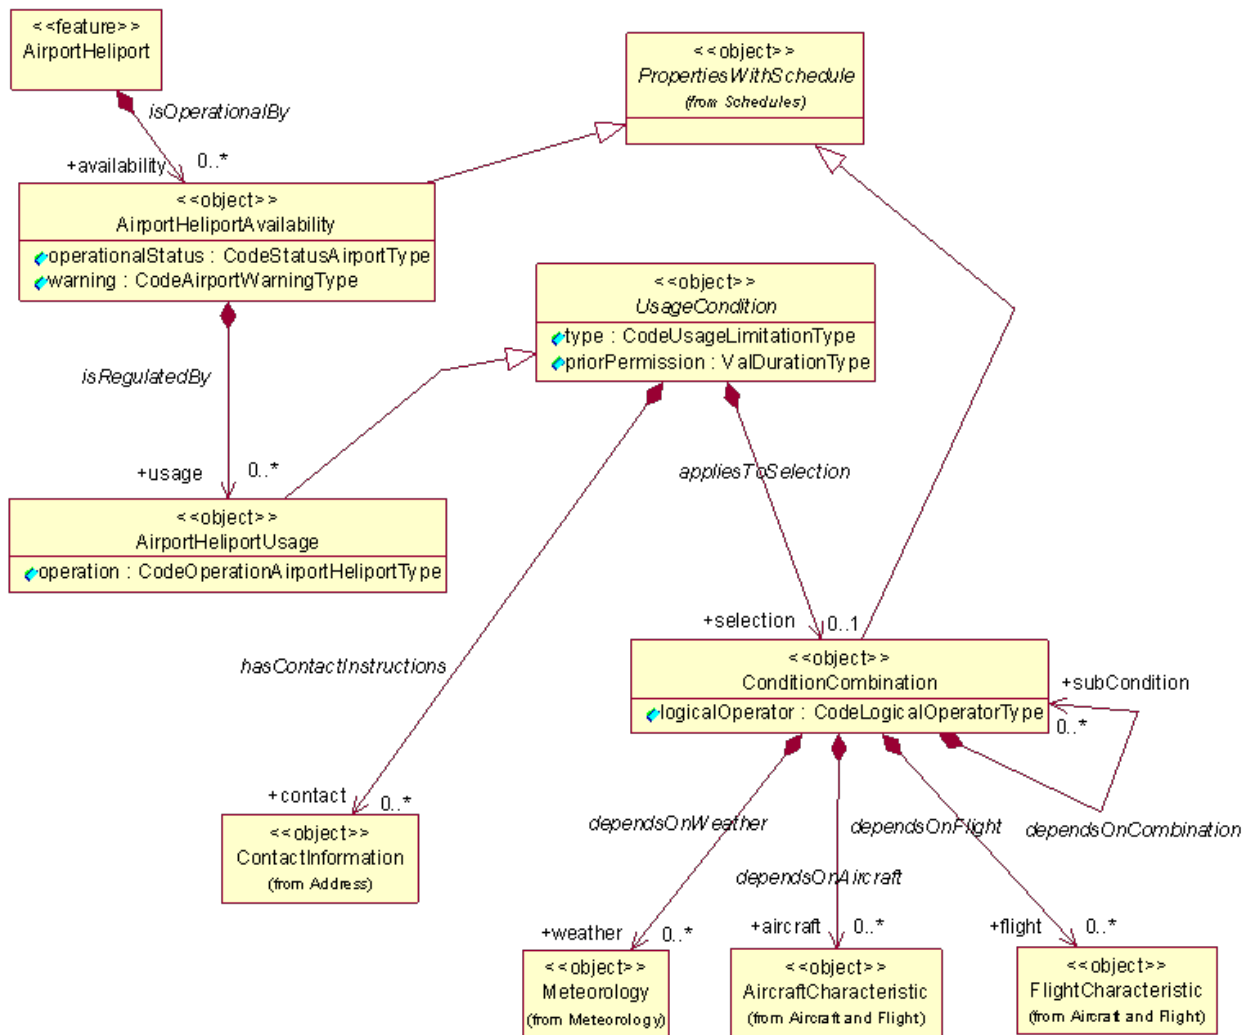 <<feature>>
AirportHeliport
isOperationalBy
+availability
0..*
<<object>>
PropertiesWithSchedule
(from Schedules)
<<object>>
AirportHeliportAvailability
operationalStatus : CodeStatusAirportType
warning : CodeAirportWarningType
<<object>>
UsageCondition
type : CodeUsageLimitationType
priorPermission : ValDurationType
isRegulatedBy
+usage
0..*
<<object>>
AirportHeliportUsage
operation : CodeOperationAirportHeliportType
appliesToSelection
+selection
0..1
hasContactInstructions
<<object>>
ConditionCombination
logicalOperator : CodeLogicalOperatorType
+subCondition
0..*
+contact
0..*
<<object>>
ContactInformation
(from Address)
dependsOnWeather
dependsOnFlight
dependsOnCombination
dependsOnAircraft
+weather
0..*
+aircraft
0..*
+flight
0..*
<<object>>
Meteorology
(from Meteorology)
<<object>>
AircraftCharacteristic
(from Aircraft and Flight)
<<object>>
FlightCharacteristic
(from Aircraft and Flight)